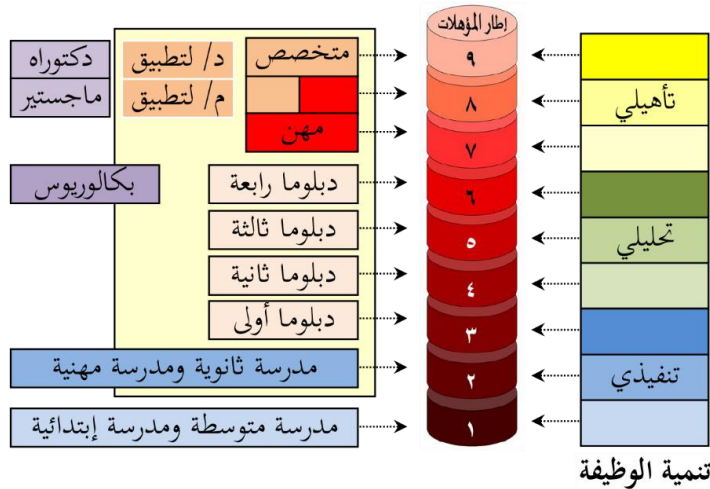 إطار المؤهلات
٩
٨
٧
٦
٥
٤
٣
٢
١
تأهيلي
تحليلي
تنفيذي
تنمية الوظيفة
متخصص
د/ لتطبيق
دكتوراه
م/ لتطبيق
ماجستير
مهن
دبلوما رابعة
بكالوريوس
دبلوما ثالثة
دبلوما ثانية
دبلوما أولى
مدرسة ثانوية ومدرسة مهنية
مدرسة متوسطة ومدرسة إبتدائية